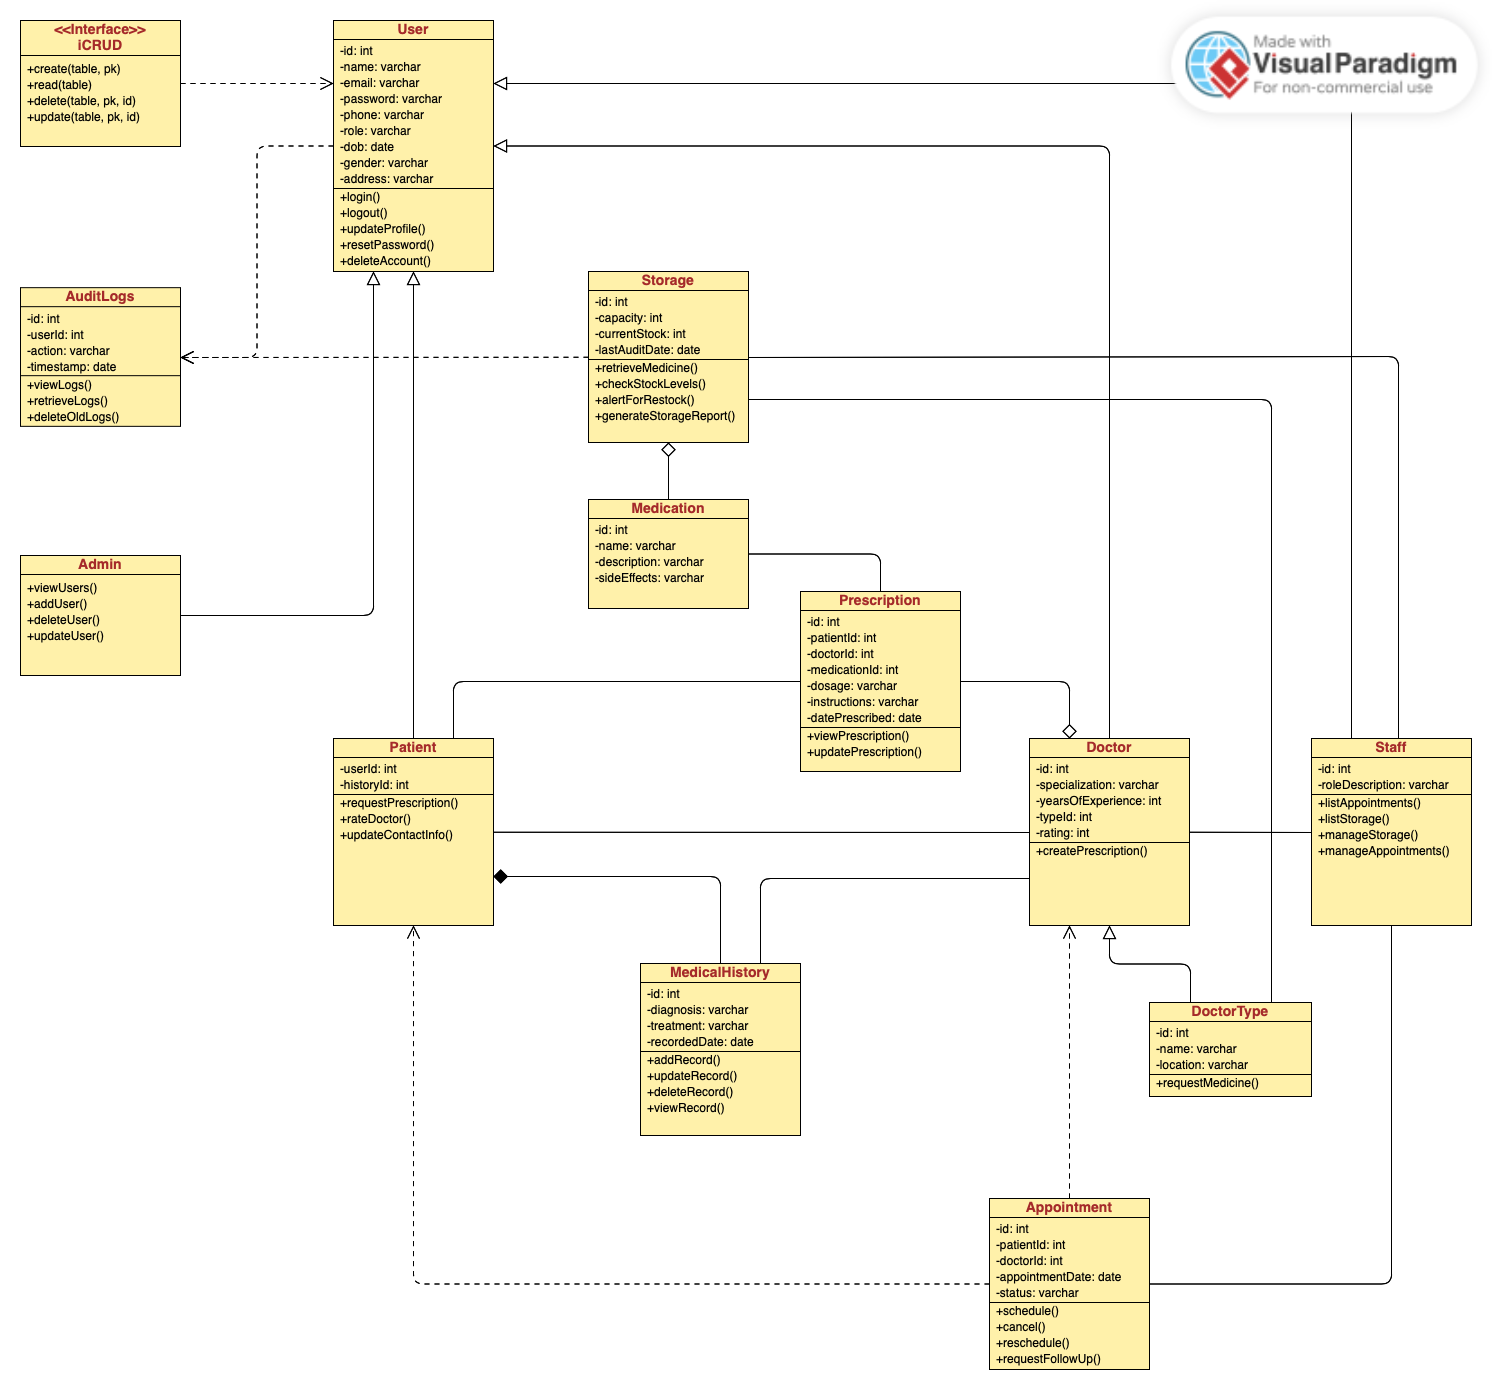 <<Interface>>
iCRUD
+create(table, pk)
+read(table)
+delete(table, pk, id)
+update(table, pk, id)
User
-id: int
-name: varchar
-email: varchar
-password: varchar
-phone: varchar
-role: varchar
-dob: date
-gender: varchar
-address: varchar
+login()
+logout()
+updateProfile()
+resetPassword()
+deleteAccount()
Made with
VisualParadigm
For non-commercial use
AuditLogs
-id: int
-userId: int
-action: varchar
-timestamp: date
+viewLogs()
+retrieveLogs()
+deleteOldLogs()
Storage
-id: int
-capacity: int
-currentStock: int
-lastAuditDate: date
+retrieveMedicine()
+checkStockLevels()
+alertForRestock()
+generateStorageReport()
Medication
-id: int
-name: varchar
-description: varchar
-sideEffects: varchar
Admin
+viewUsers()
+addUser()
+deleteUser()
+updateUser()
Prescription
-id: int
-patientId: int
-doctorId: int
-medicationId: int
-dosage: varchar
-instructions: varchar
-datePrescribed: date
+viewPrescription()
+updatePrescription()
Patient
-userId: int
-historyId: int
+requestPrescription()
+rateDoctor()
+updateContactInfo()
Doctor
-id: int
-specialization: varchar
-yearsOfExperience: int
-typeId: int
-rating: int
+createPrescription()
Staff
-id: int
-roleDescription: varchar
+listAppointments()
+listStorage()
+manageStorage()
+manageAppointments()
MedicalHistory
-id: int
-diagnosis: varchar
-treatment: varchar
-recordedDate: date
+addRecord()
+updateRecord()
+deleteRecord()
+viewRecord()
DoctorType
-id: int
-name: varchar
-location: varchar
+requestMedicine()
Appointment
-id: int
-patientId: int
-doctorId: int
-appointmentDate: date
-status: varchar
+schedule()
+cancel()
+reschedule()
+requestFollowUp()